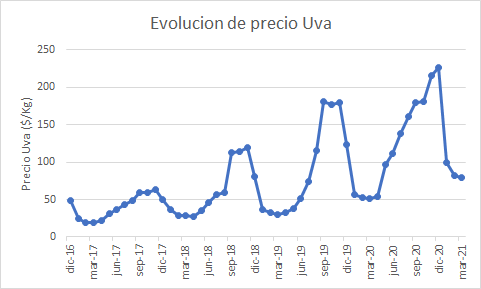 Evolucion de precio Uva
Precio Uva ($/Kg)
250
200
150
100
50
0
dic-16
mar-17
jun-17
sep-17
dic-17
mar-18
jun-18
sep-18
dic-18
mar-19
jun-19
sep-19
dic-19
mar-20
jun-20
sep-20
dic-20
mar-21